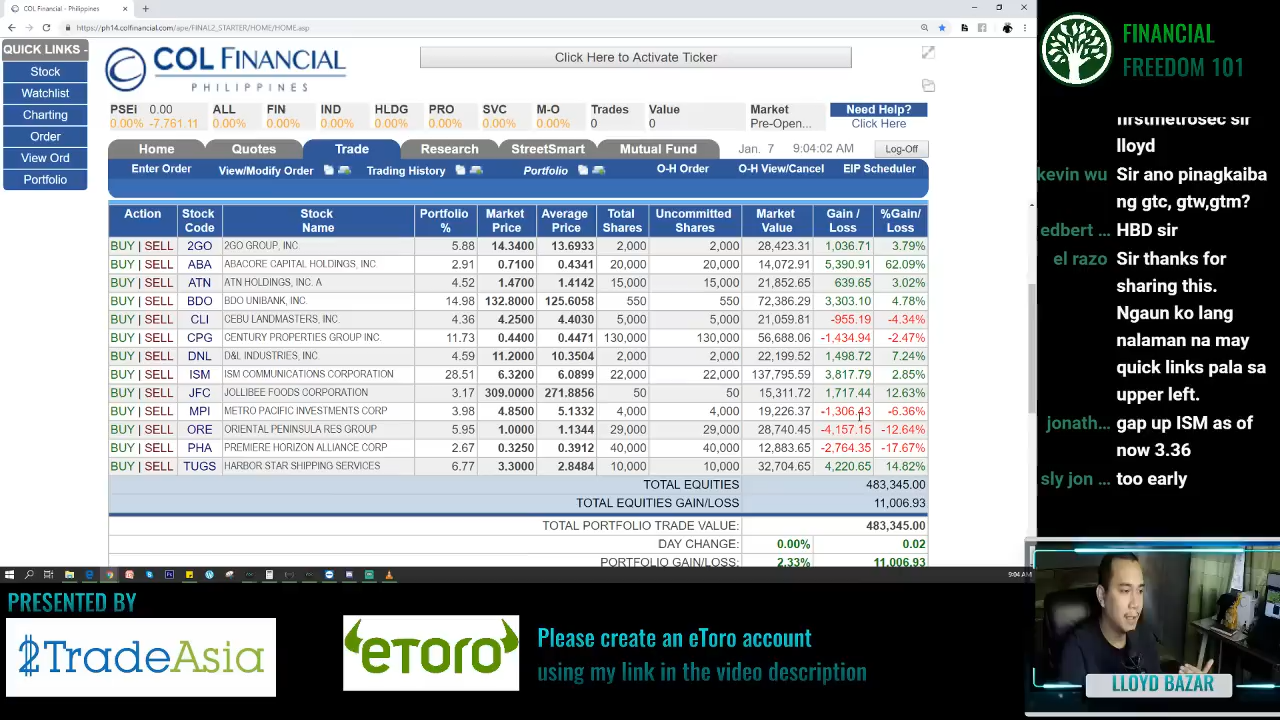 COL Financial - Philippines
https://ph14.colfinancial.com/ape/FINAL2_STARTER/HOME/HOME.asp
QUICK LINKS -
Stock
Watchlist
Charting
Order
View Ord
Portfolio
COL FINANCIAL
PHILIPPINES
Click Here to Activate Ticker
PSEi 0.00 ALL FIN IND HLDG PRO SVC M-O Trades Value Market Need Help?
0.00% -7,761.11 0.00% 0.00% 0.00% 0.00% 0.00% 0.00% 0.00% 0 0 Pre-Open... Click Here
Home Quotes Trade Research StreetSmart Mutual Fund Jan. 7 9:04:02 AM Log-Off
Enter Order View/Modify Order Trading History Portfolio O-H Order O-H View/Cancel EIP Scheduler
Action Stock Code Stock Name Portfolio % Market Price Average Price Total Shares Uncommitted Shares Market Value Gain / Loss %Gain/ Loss
BUY | SELL 2GO 2GO GROUP, INC 5.88 14.3400 13.6933 2,000 2,000 28,423.31 1,036.71 3.79%
BUY | SELL ABA ABACORE CAPITAL HOLDINGS, INC 2.91 0.7100 0.4341 20,000 20,000 14,072.91 5,390.91 62.09%
BUY | SELL ATN ATN HOLDINGS, INC. A 4.52 1.4700 1.4142 15,000 15,000 21,852.65 639.65 3.02%
BUY | SELL BDO BDO UNIBANK, INC. 14.98 132.8000 125.6058 550 550 72,386.29 3,303.10 4.78%
BUY | SELL CLI CEBU LANDMASTERS, INC. 4.36 4.2500 4.4030 5,000 5,000 21,059.81 -955.19 -4.34%
BUY | SELL CPG CENTURY PROPERTIES GROUP INC. 11.73 0.4400 0.4471 130,000 130,000 56,688.06 -1,434.94 -2.47%
BUY | SELL DNL D&L INDUSTRIES, INC. 4.59 11.2000 10.3504 2,000 2,000 22,199.52 1,498.72 7.24%
BUY | SELL ISM ISM COMMUNICATIONS CORPORATION 28.51 6.3200 6.0899 22,000 22,000 137,795.59 3,817.79 2.85%
BUY | SELL JFC JOLLIBEE FOODS CORPORATION 3.17 309.0000 271.8856 50 50 15,311.72 1,717.44 12.63%
BUY | SELL MPI METRO PACIFIC INVESTMENTS CORP 3.98 4.8500 5.1332 4,000 4,000 19,226.37 -1,306.43 -6.36%
BUY | SELL ORE ORIENTAL PENINSULA RES GROUP 5.95 1.0000 1.1344 29,000 29,000 28,740.45 -4,157.15 -12.64%
BUY | SELL PHA PREMIERE HORIZON ALLIANCE CORP 2.67 0.3250 0.3912 40,000 40,000 12,883.65 -2,764.35 -17.67%
BUY | SELL TUGS HARBOR STAR SHIPPING SERVICES 6.77 3.3000 2.8484 10,000 10,000 32,704.65 4,220.65 14.82%
TOTAL EQUITIES 483,345.00
TOTAL EQUITIES GAIN/LOSS 11,006.93
TOTAL PORTFOLIO TRADE VALUE: 483,345.00
DAY CHANGE: 0.00% 0.02
PORTFOLIO GAIN/LOSS: 2.33% 11,006.93
9:04 AM
FINANCIAL
FREEDOM 101
firstmetrosec sir
lloyd
kevin wu Sir ano pinagkaiba
ng gtc, gtw,gtm?
edbert ... HBD sir
el razo Sir thanks for
sharing this.
Ngaun ko lang
nalaman na may
quick links pala sa
upper left.
jonath... gap up ISM as of
now 3.36
sly jon ... too early
PRESENTED BY
2TradeAsia
eToro
Please create an eToro account
using my link in the video description
LLOYD BAZAR